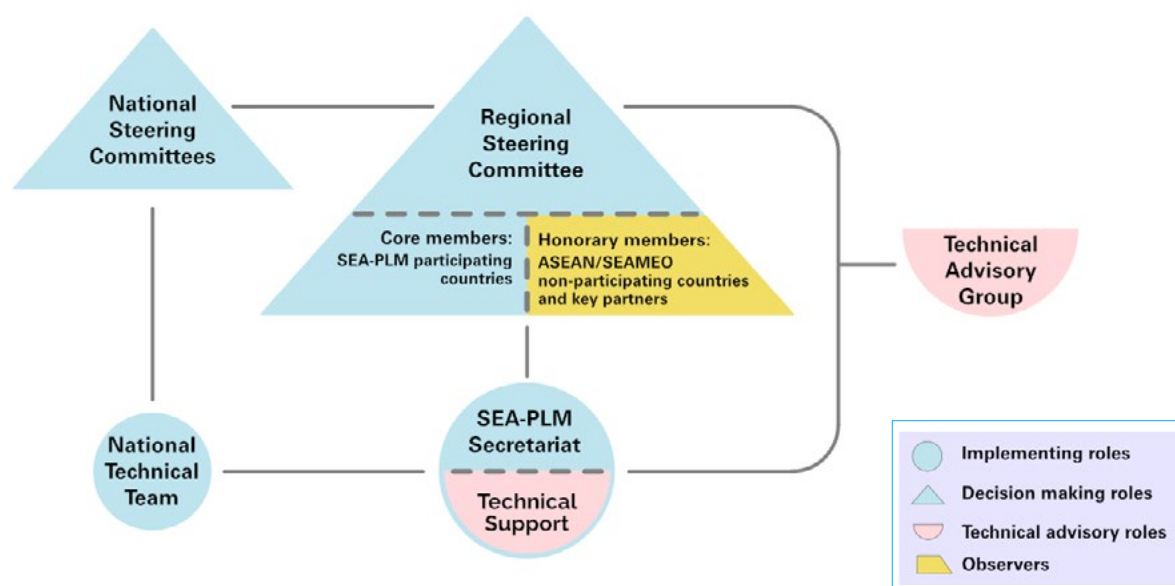 National
Steering
Committees
Regional
Steering
Committee
Core members:
SEA-PLM participating
countries
Honorary members:
ASEAN/SEAMEO
non-participating countries
and key partners
Technical
Advisory
Group
National
Technical
Team
SEA-PLM
Secretariat
Technical
Support
Implementing roles
Decision making roles
Technical advisory roles
Observers